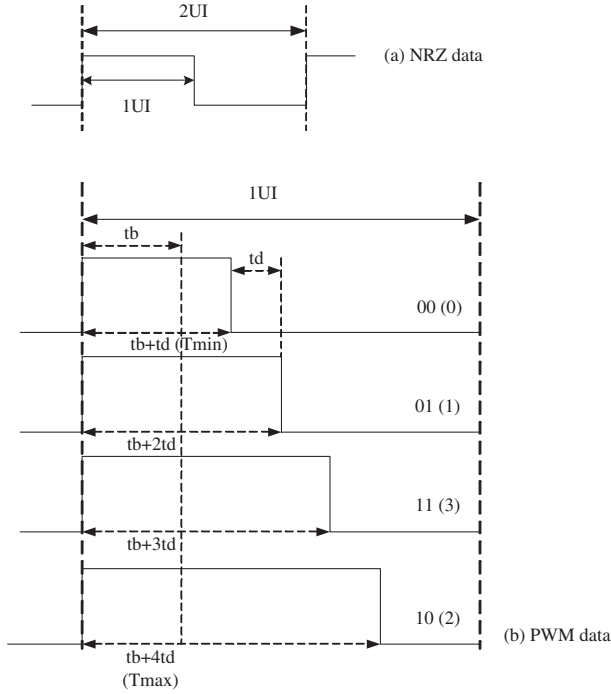 2UI
(a) NRZ data
1UI
1UI
tb
td
00 (0)
tb+td (Tmin)
01 (1)
tb+2td
11 (3)
tb+3td
10 (2)
(b) PWM data
tb+4td
(Tmax)